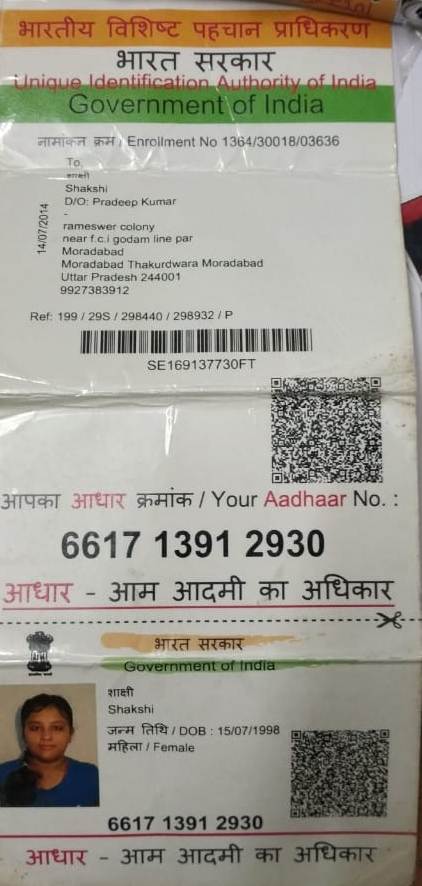 भारतीय विशिष्ट पहचान प्राधिकरण
भारत सरकार
Unique Identification Authority of India
Government of India
नामांकन क्रम / Enrollment No 1364/30018/03636
To,
शाक्षी
Shakshi
D/O: Pradeep Kumar
-
rameswer colony
near f.c.i godam line par
Moradabad
Moradabad Thakurdwara Moradabad
Uttar Pradesh 244001
9927383912
14/07/2014
Ref: 199 / 29S / 298440 / 298932 / P
SE169137730FT
आपका आधार क्रमांक / Your Aadhaar No. :
6617 1391 2930
आधार - आम आदमी का अधिकार
भारत सरकार
Government of India
शाक्षी
Shakshi
जन्म तिथि / DOB : 15/07/1998
महिला / Female
6617 1391 2930
आधार - आम आदमी का अधिकार